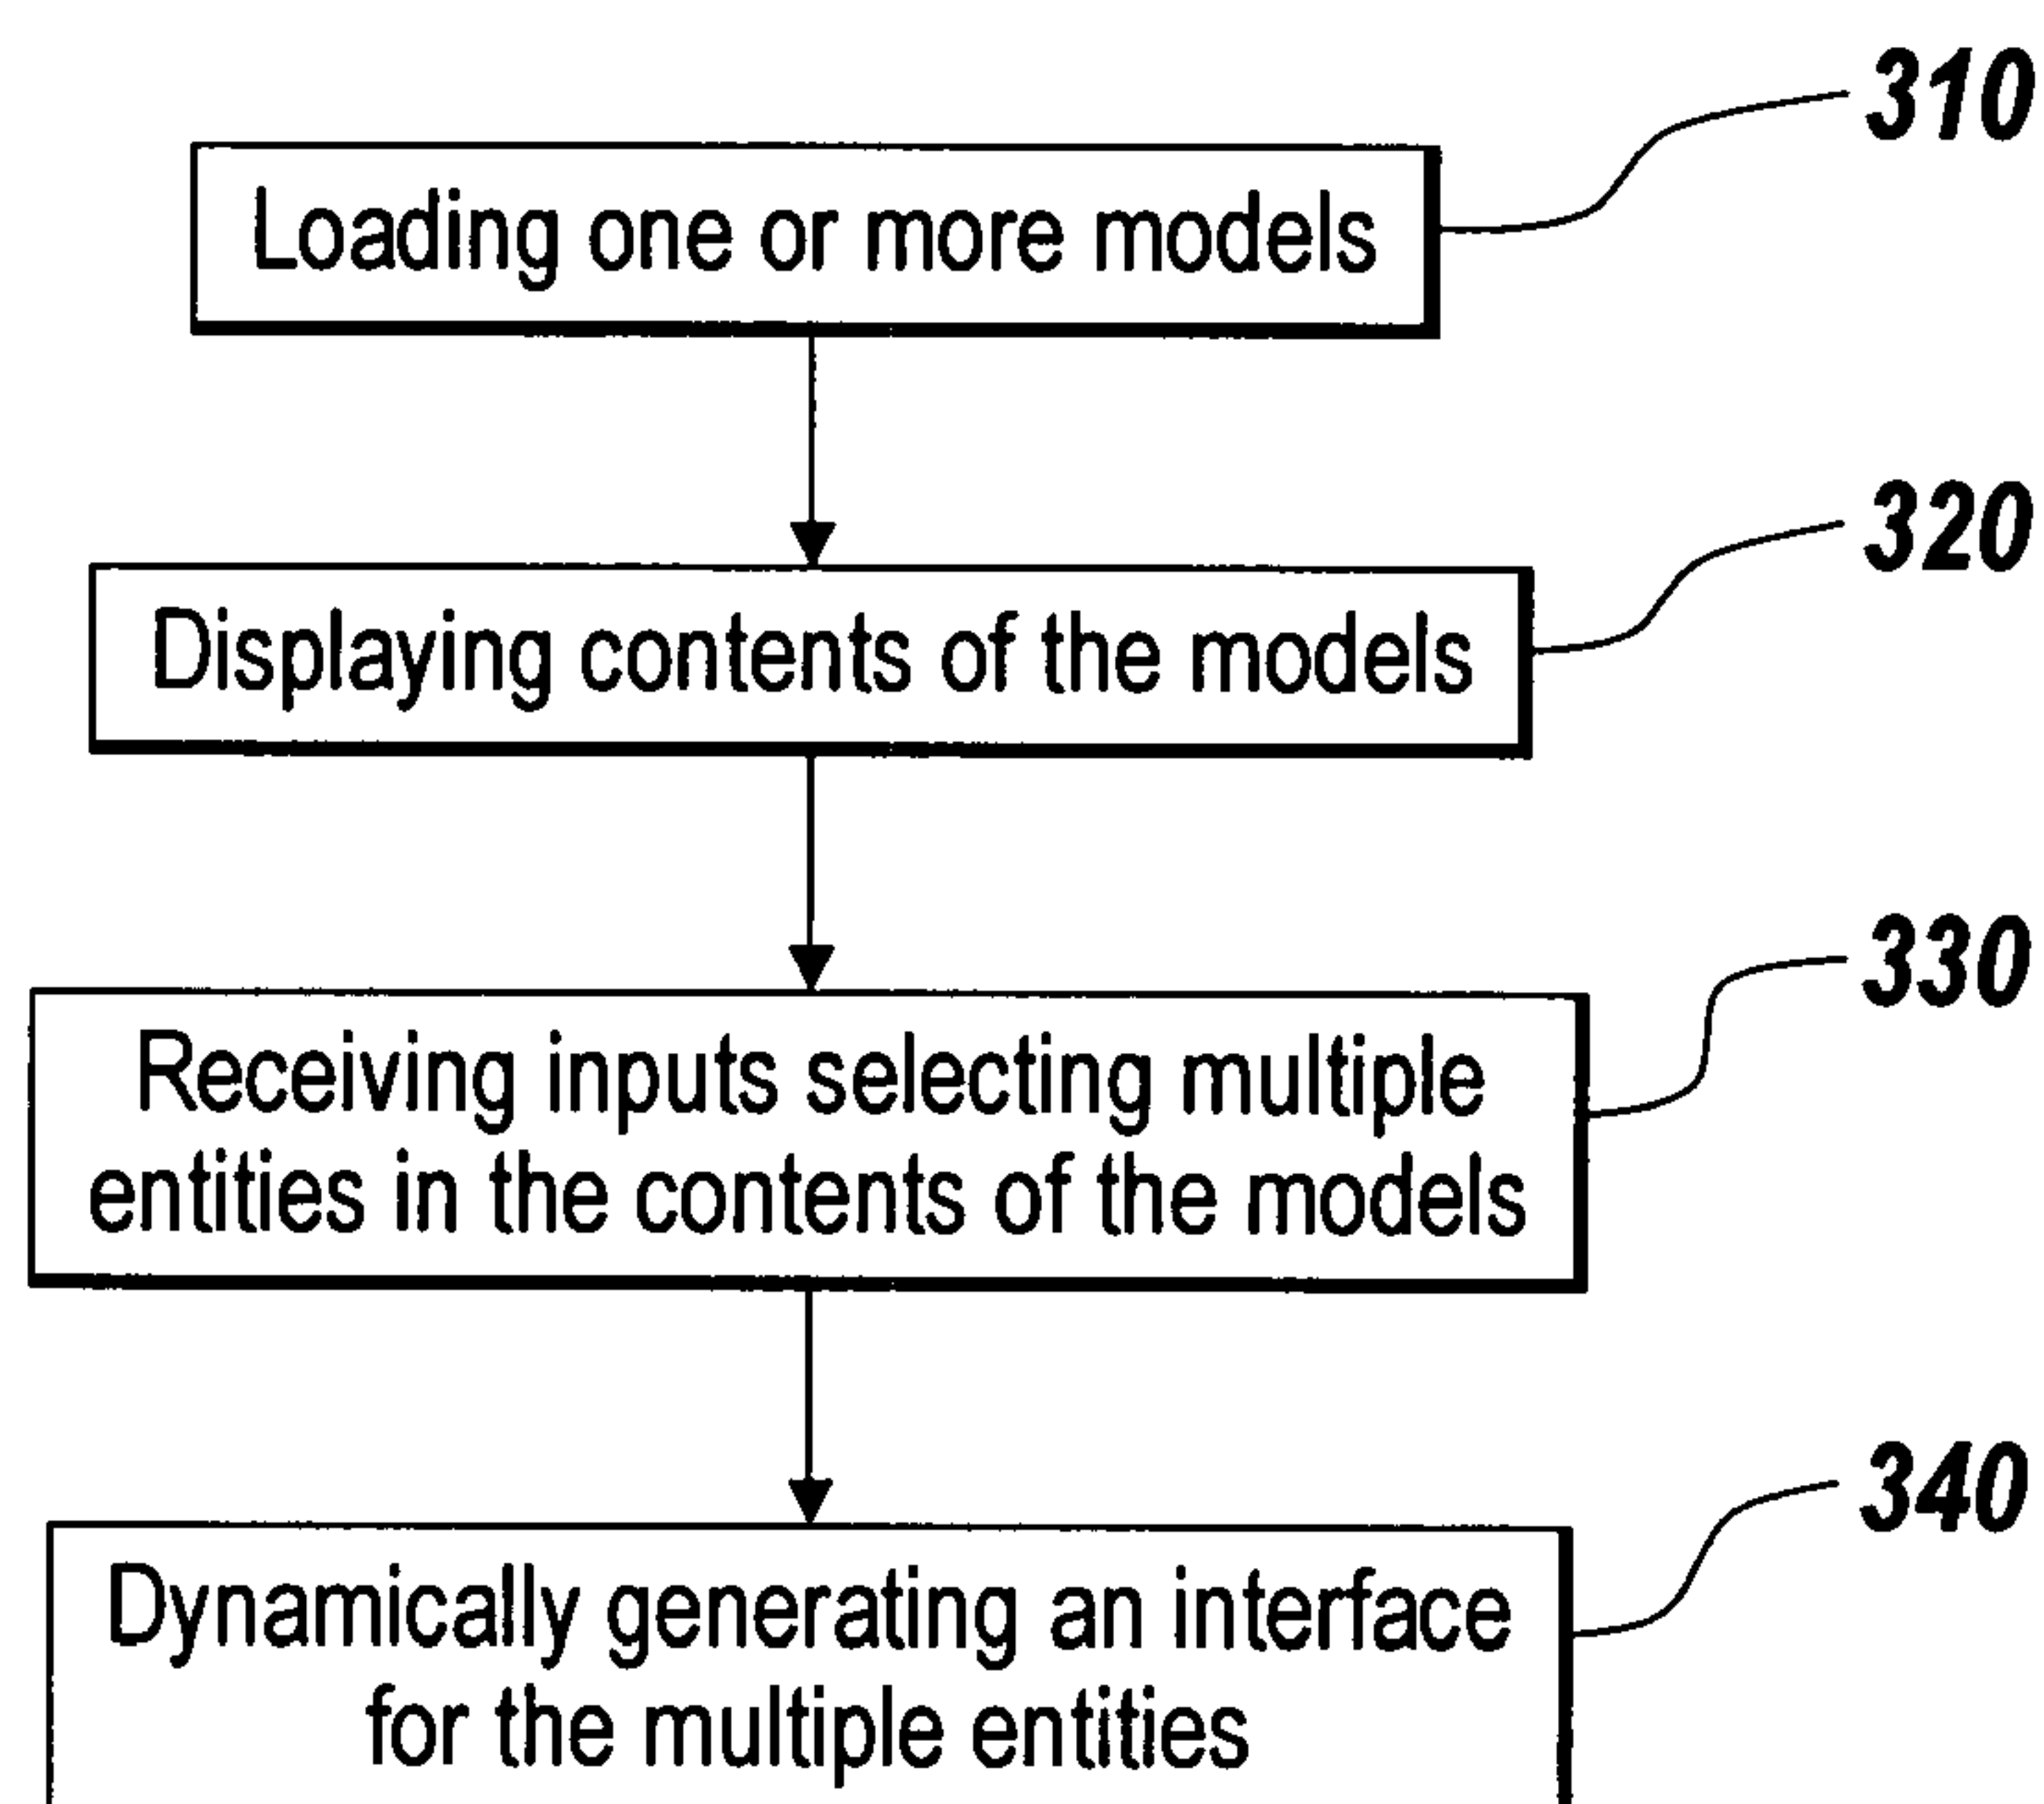 310
Loading one or more models
320
Displaying contents of the models
330
Receiving inputs selecting multiple
entities in the contents of the models
340
Dynamically generating an interface
for the multiple entities